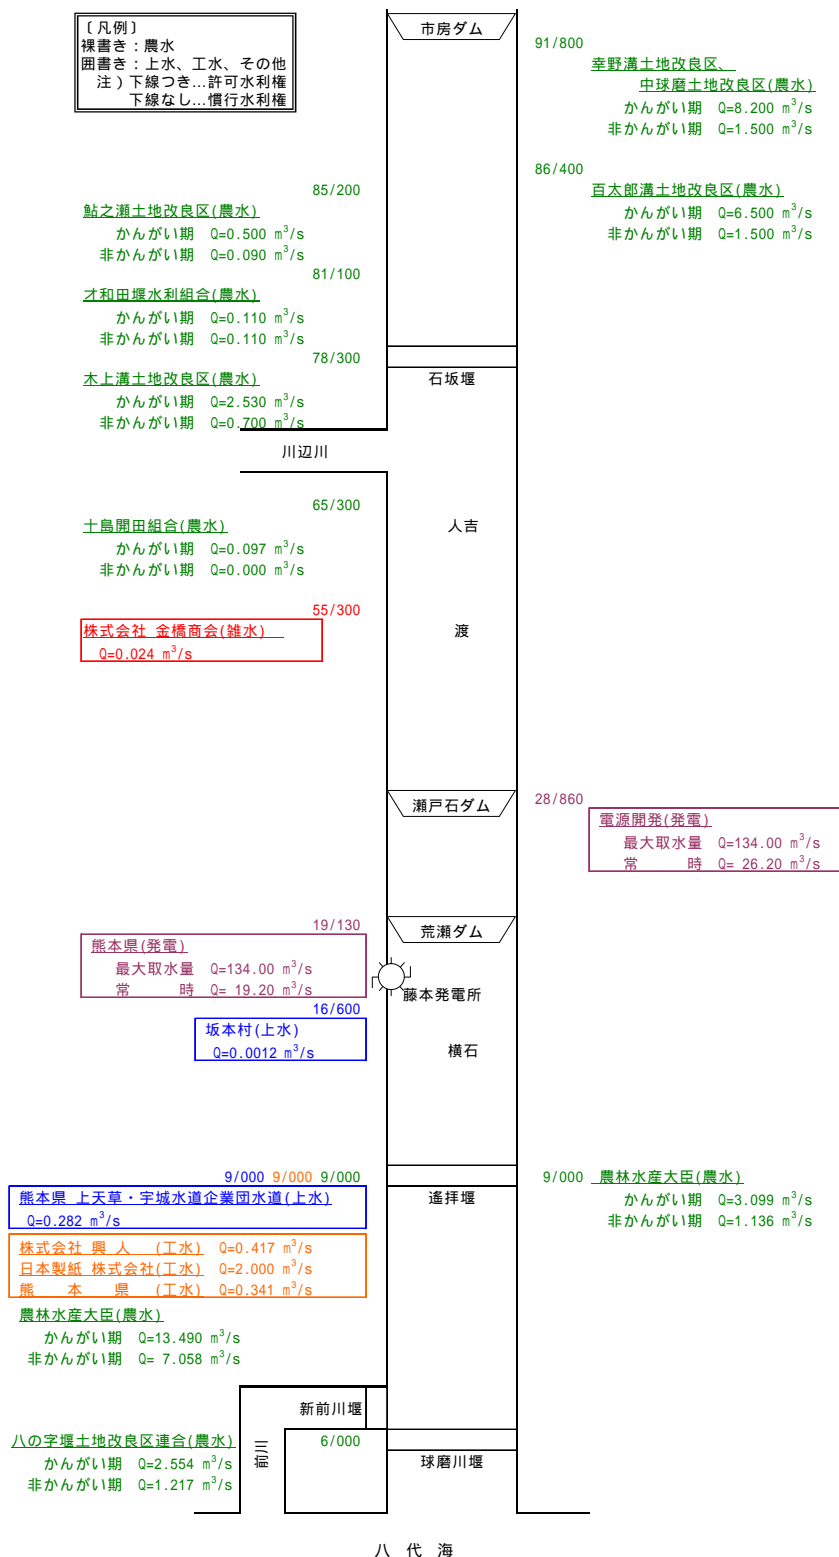 〔凡例〕
裸書き：農水
囲書き：上水、工水、その他
注）下線つき…許可水利権
下線なし…慣行水利権
市房ダム
91/800
幸野溝土地改良区、
中球磨土地改良区(農水)
かんがい期 Q=8.200 m³/s
非かんがい期 Q=1.500 m³/s
86/400
百太郎溝土地改良区(農水)
かんがい期 Q=6.500 m³/s
非かんがい期 Q=1.500 m³/s
85/200
鮎之瀬土地改良区(農水)
かんがい期 Q=0.500 m³/s
非かんがい期 Q=0.090 m³/s
81/100
才和田堰水利組合(農水)
かんがい期 Q=0.110 m³/s
非かんがい期 Q=0.110 m³/s
78/300
木上溝土地改良区(農水)
かんがい期 Q=2.530 m³/s
非かんがい期 Q=0.700 m³/s
石坂堰
川辺川
65/300
十島開田組合(農水)
かんがい期 Q=0.097 m³/s
非かんがい期 Q=0.000 m³/s
人吉
55/300
株式会社 金橋商会(雑水)
Q=0.024 m³/s
渡
瀬戸石ダム
28/860
電源開発(発電)
最大取水量 Q=134.00 m³/s
常 時 Q= 26.20 m³/s
荒瀬ダム
19/130
熊本県(発電)
最大取水量 Q=134.00 m³/s
常 時 Q= 19.20 m³/s
藤本発電所
16/600
坂本村(上水)
Q=0.0012 m³/s
横石
9/000 9/000 9/000
熊本県 上天草・宇城水道企業団水道(上水)
Q=0.282 m³/s
株式会社 興 人 (工水) Q=0.417 m³/s
日本製紙 株式会社(工水) Q=2.000 m³/s
熊 本 県 (工水) Q=0.341 m³/s
農林水産大臣(農水)
かんがい期 Q=13.490 m³/s
非かんがい期 Q= 7.058 m³/s
遙拝堰
9/000 農林水産大臣(農水)
かんがい期 Q=3.099 m³/s
非かんがい期 Q=1.136 m³/s
新前川堰
前川
6/000
八の字堰土地改良区連合(農水)
かんがい期 Q=2.554 m³/s
非かんがい期 Q=1.217 m³/s
球磨川堰
八 代 海